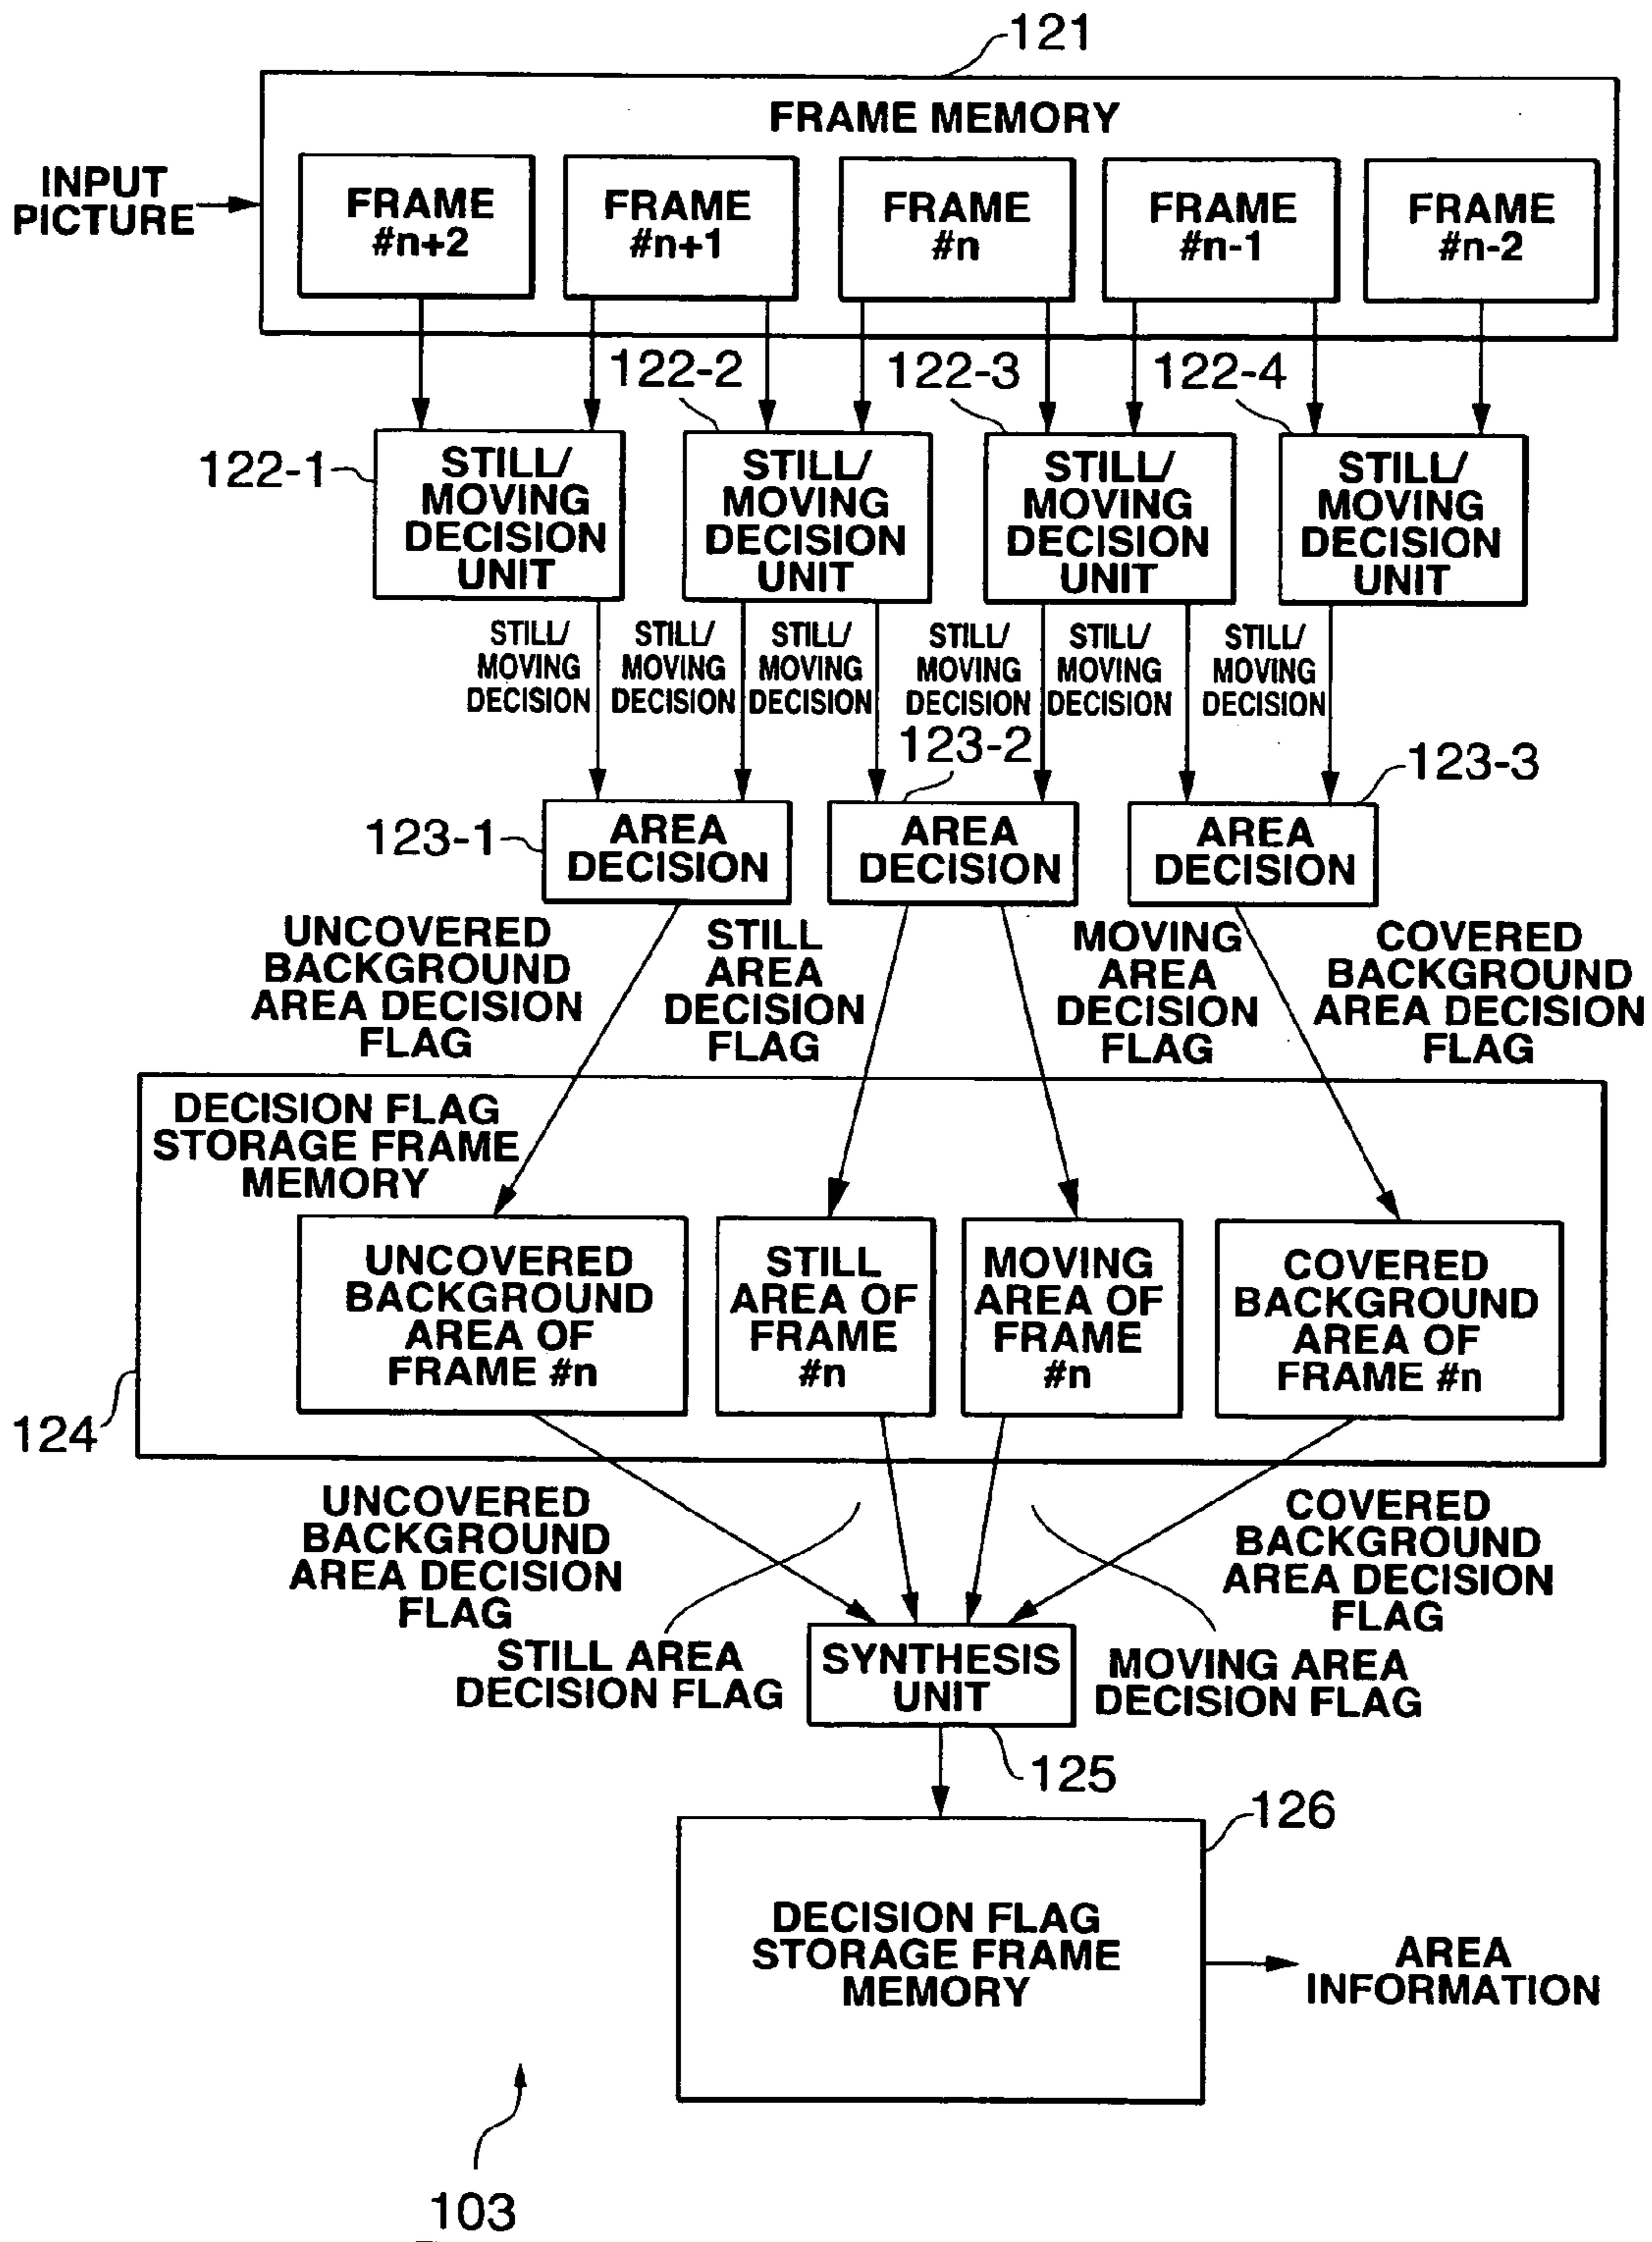 121
FRAME MEMORY
INPUT
PICTURE
FRAME
#n+2
FRAME
#n+1
FRAME
#n
FRAME
#n-1
FRAME
#n-2
122-2
122-3
122-4
122-1
STILL/
MOVING
DECISION
UNIT
STILL/
MOVING
DECISION
UNIT
STILL/
MOVING
DECISION
UNIT
STILL/
MOVING
DECISION
UNIT
STILL/
MOVING
DECISION
STILL/
MOVING
DECISION
STILL/
MOVING
DECISION
STILL/
MOVING
DECISION
STILL/
MOVING
DECISION
STILL/
MOVING
DECISION
123-2
123-3
123-1
AREA
DECISION
AREA
DECISION
AREA
DECISION
UNCOVERED
BACKGROUND
AREA DECISION
FLAG
STILL
AREA
DECISION
FLAG
MOVING
AREA
DECISION
FLAG
COVERED
BACKGROUND
AREA DECISION
FLAG
DECISION FLAG
STORAGE FRAME
MEMORY
UNCOVERED
BACKGROUND
AREA OF
FRAME #n
STILL
AREA OF
FRAME
#n
MOVING
AREA OF
FRAME
#n
COVERED
BACKGROUND
AREA OF
FRAME #n
124
UNCOVERED
BACKGROUND
AREA DECISION
FLAG
COVERED
BACKGROUND
AREA DECISION
FLAG
STILL AREA
DECISION FLAG
SYNTHESIS
UNIT
MOVING AREA
DECISION FLAG
125
126
DECISION FLAG
STORAGE FRAME
MEMORY
AREA
INFORMATION
103